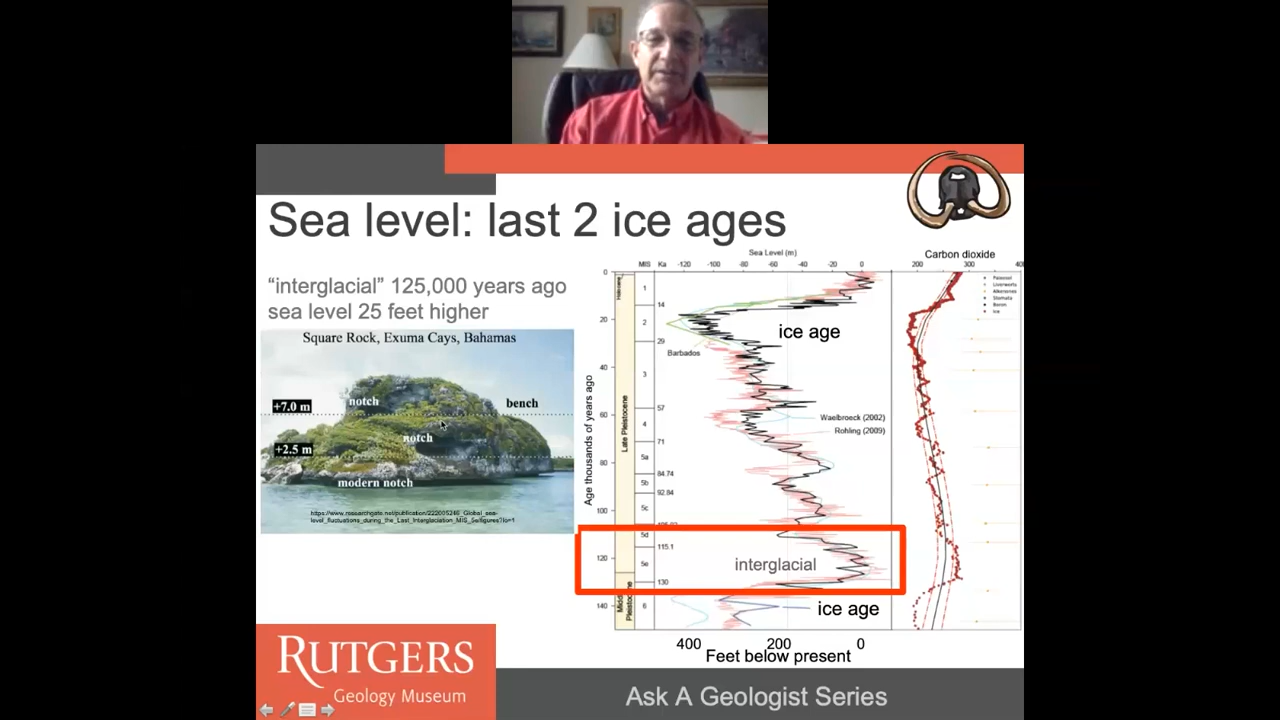 Sea level: last 2 ice ages
“interglacial” 125,000 years ago
sea level 25 feet higher
Square Rock, Exuma Cays, Bahamas
notch
bench
+7.0 m
notch
+2.5 m
modern notch
Sea Level (m)
MIS Ka -120 -100 -80 -60 -40 -20 0
Carbon dioxide
200 300
Age thousands of years ago
0
20
40
60
80
100
120
140
Holocene
Late Pleistocene
Pleistocene
1
2
3
4
5a
5b
5c
5d
5e
6
14
29
57
71
84.74
92.84
115.1
130
ice age
Barbados
Waelbroeck (2002)
Rohling (2009)
interglacial
ice age
400 200 0
Feet below present
RUTGERS
Geology Museum
Ask A Geologist Series